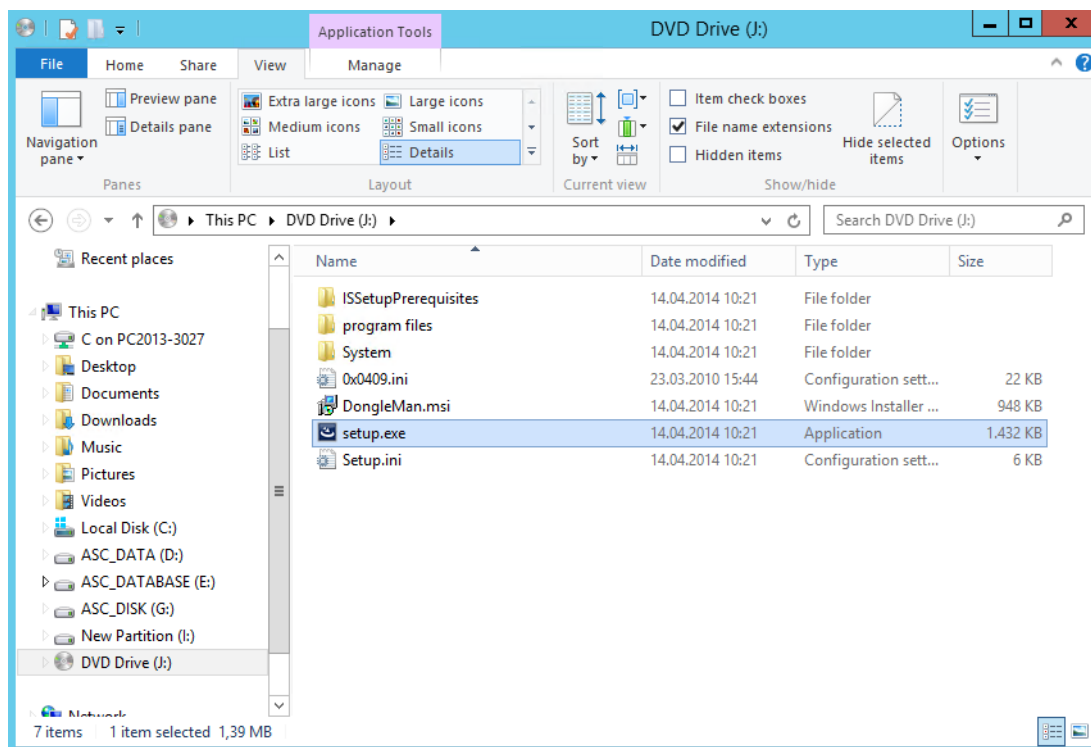 Application Tools DVD Drive (J:)
File Home Share View Manage
Navigation pane
Preview pane
Details pane
Panes
Extra large icons Large icons
Medium icons Small icons
List Details
Layout
Sort by
Current view
Item check boxes
File name extensions
Hidden items
Hide selected items
Show/hide
Options
This PC DVD Drive (J:)
Search DVD Drive (J:)
Recent places
This PC
C on PC2013-3027
Desktop
Documents
Downloads
Music
Pictures
Videos
Local Disk (C:)
ASC_DATA (D:)
ASC_DATABASE (E:)
ASC_DISK (G:)
New Partition (I:)
DVD Drive (J:)
Network
Name Date modified Type Size
ISSetupPrerequisites 14.04.2014 10:21 File folder
program files 14.04.2014 10:21 File folder
System 14.04.2014 10:21 File folder
0x0409.ini 23.03.2010 15:44 Configuration sett... 22 KB
DongleMan.msi 14.04.2014 10:21 Windows Installer ... 948 KB
setup.exe 14.04.2014 10:21 Application 1.432 KB
Setup.ini 14.04.2014 10:21 Configuration sett... 6 KB
7 items 1 item selected 1,39 MB